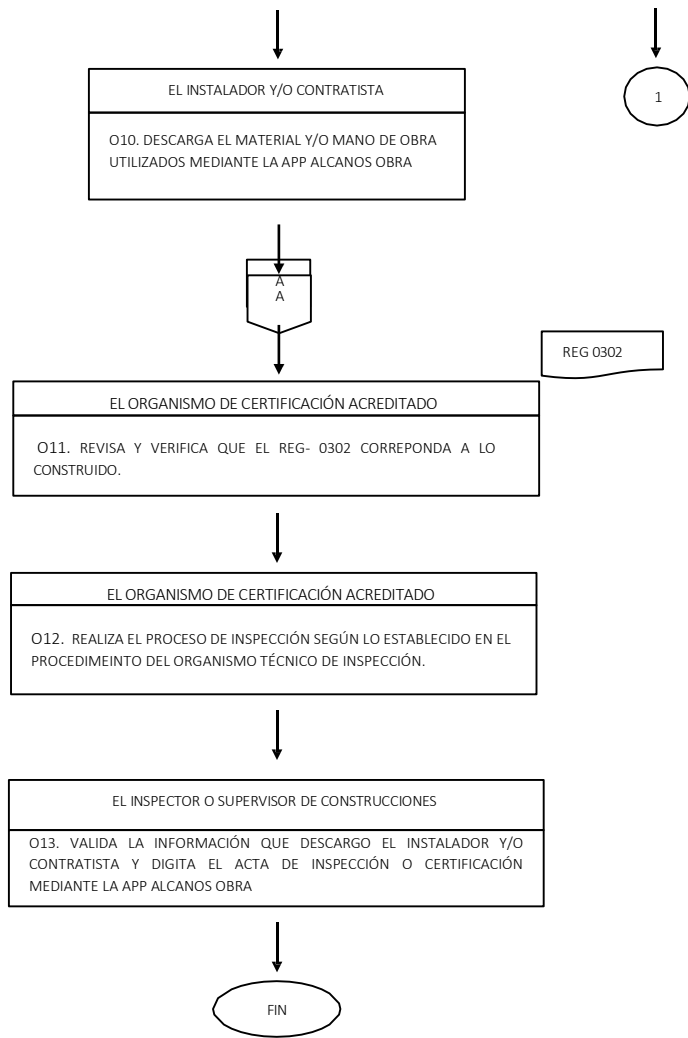 EL INSTALADOR Y/O CONTRATISTA
1
O10. DESCARGA EL MATERIAL Y/O MANO DE OBRA
UTILIZADOS MEDIANTE LA APP ALCANOS OBRA
A
A
REG 0302
EL ORGANISMO DE CERTIFICACIÓN ACREDITADO
O11. REVISA Y VERIFICA QUE EL REG- 0302 CORREPONDA A LO
CONSTRUIDO.
EL ORGANISMO DE CERTIFICACIÓN ACREDITADO
O12. REALIZA EL PROCESO DE INSPECCIÓN SEGÚN LO ESTABLECIDO EN EL
PROCEDIMEINTO DEL ORGANISMO TÉCNICO DE INSPECCIÓN.
EL INSPECTOR O SUPERVISOR DE CONSTRUCCIONES
O13. VALIDA LA INFORMACIÓN QUE DESCARGO EL INSTALADOR Y/O
CONTRATISTA Y DIGITA EL ACTA DE INSPECCIÓN O CERTIFICACIÓN
MEDIANTE LA APP ALCANOS OBRA
FIN